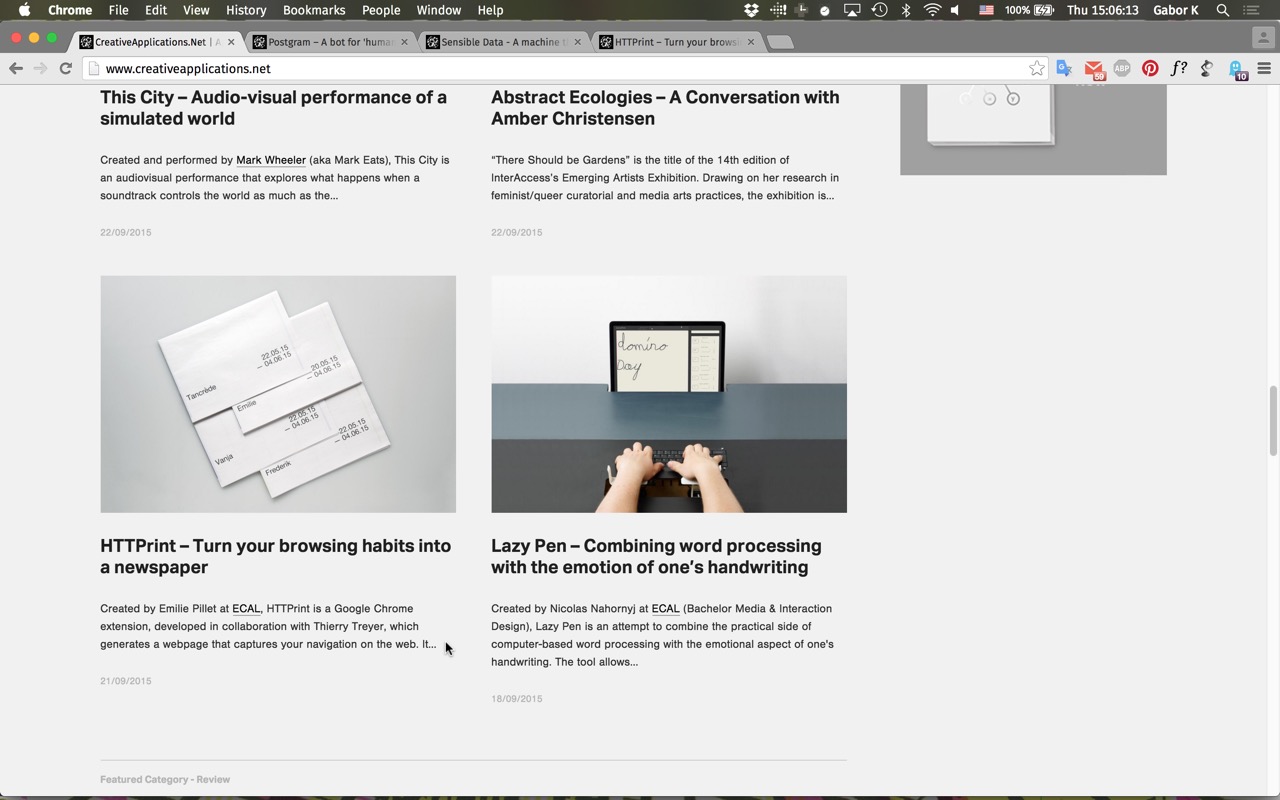 Chrome File Edit View History Bookmarks People Window Help 100% Thu 15:06:13 Gabor K
CreativeApplications.Net | A
Postgram – A bot for 'huma
Sensible Data - A machine t
HTTPrint – Turn your brows
www.creativeapplications.net
59
ABP
f?
10
This City – Audio-visual performance of a
simulated world
Created and performed by Mark Wheeler (aka Mark Eats), This City is
an audiovisual performance that explores what happens when a
soundtrack controls the world as much as the...
22/09/2015
Abstract Ecologies – A Conversation with
Amber Christensen
“There Should be Gardens” is the title of the 14th edition of
InterAccess's Emerging Artists Exhibition. Drawing on her research in
feminist/queer curatorial and media arts practices, the exhibition is...
22/09/2015
22.05.15
– 04.06.15
Tancrède
20.05.15
– 04.06.15
Emilie
22.05.15
– 04.06.15
Vanja
22.05.15
– 04.06.15
Frederik
domino
Day
HTTPrint – Turn your browsing habits into
a newspaper
Created by Emilie Pillet at ECAL, HTTPrint is a Google Chrome
extension, developed in collaboration with Thierry Treyer, which
generates a webpage that captures your navigation on the web. It...
21/09/2015
Lazy Pen – Combining word processing
with the emotion of one’s handwriting
Created by Nicolas Nahornyj at ECAL (Bachelor Media & Interaction
Design), Lazy Pen is an attempt to combine the practical side of
computer-based word processing with the emotional aspect of one's
handwriting. The tool allows...
18/09/2015
Featured Category - Review